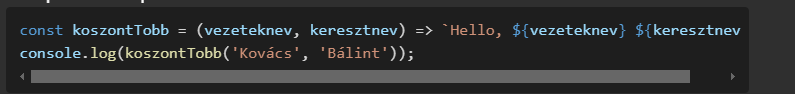 const koszontTobb = (vezeteknev, keresztnev) => `Hello, ${vezeteknev} ${keresztnev
console.log(koszontTobb('Kovács', 'Bálint'));